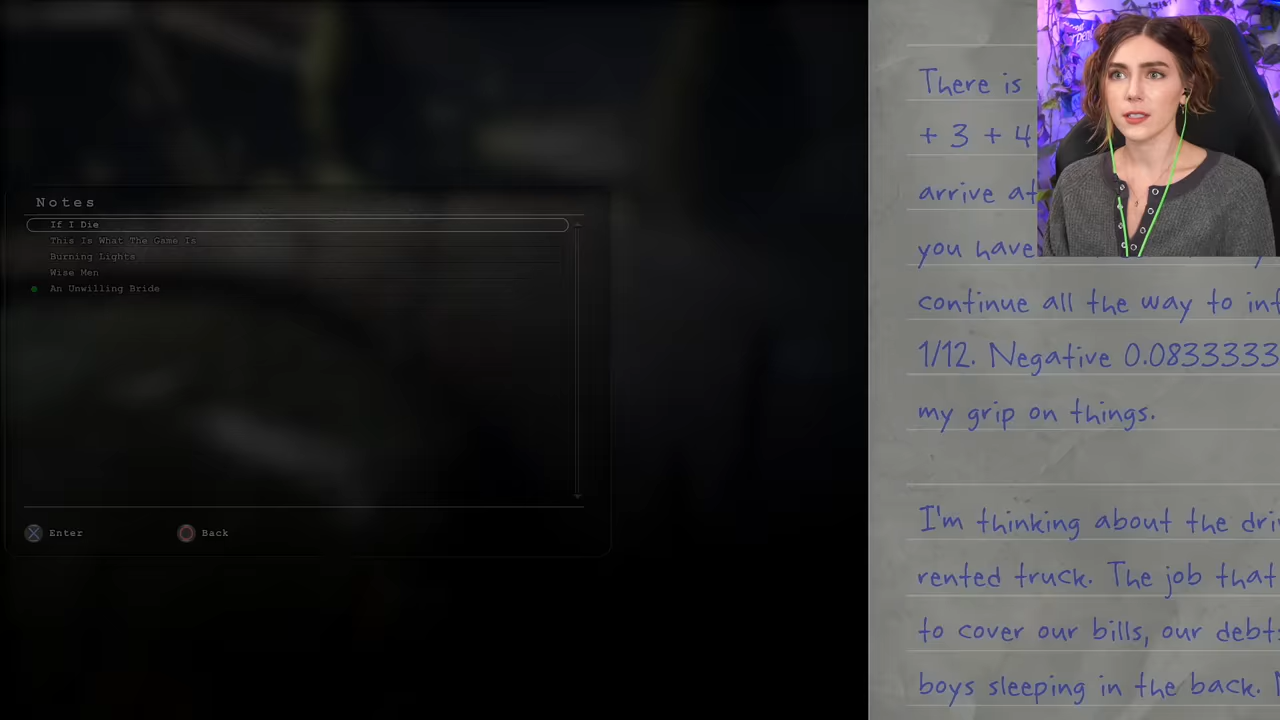 Notes
If I Die
This Is What The Game Is
Burning Lights
Wise Men
An Unwilling Bride
Enter
Back
There is
+ 3 + 4
arrive at
you have
continue all the way to inf
1/12. Negative 0.0833333
my grip on things.
I'm thinking about the dri
rented truck. The job that
to cover our bills, our debts
boys sleeping in the back.